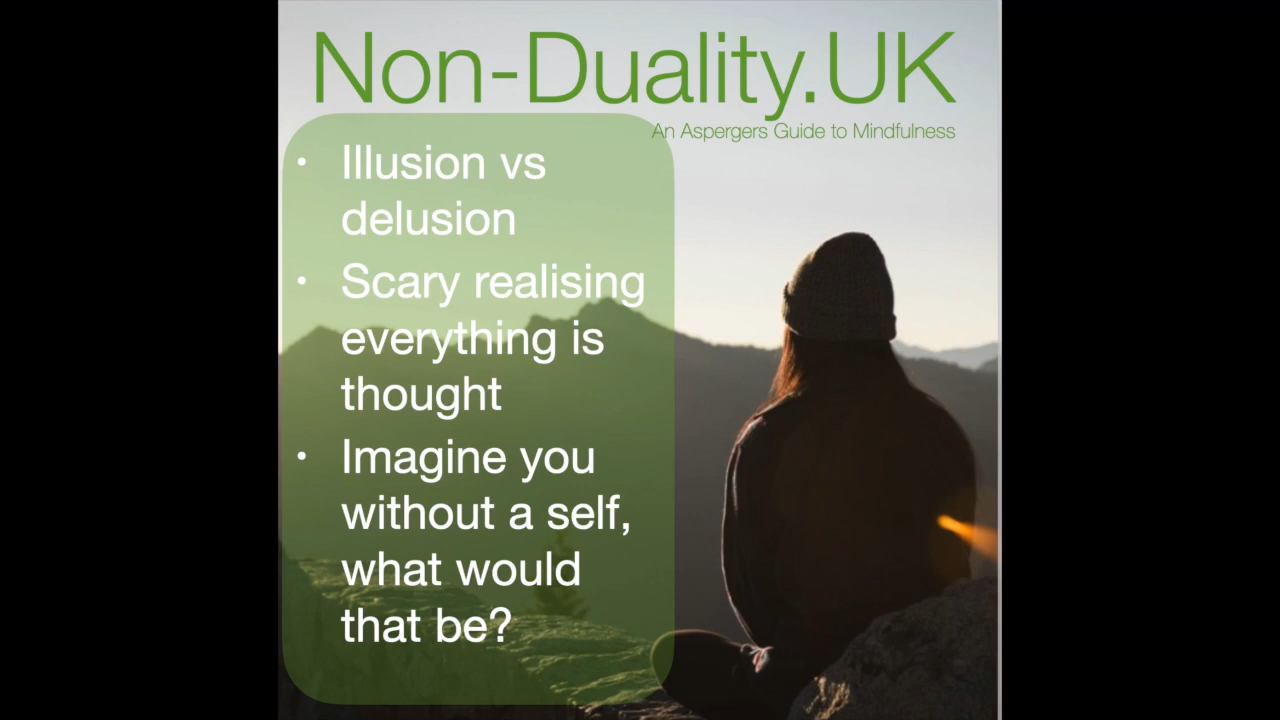 Non-Duality.UK
An Aspergers Guide to Mindfulness
• Illusion vs
delusion
• Scary realising
everything is
thought
• Imagine you
without a self,
what would
that be?